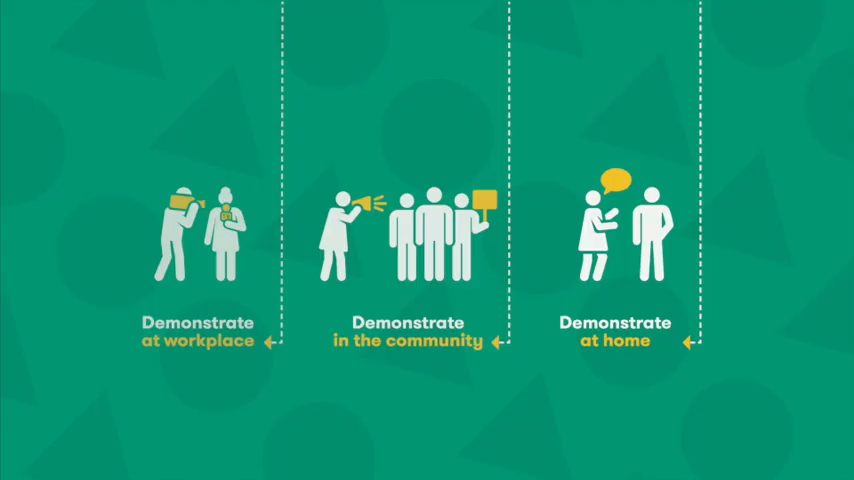 Demonstrate
at workplace
Demonstrate
in the community
Demonstrate
at home